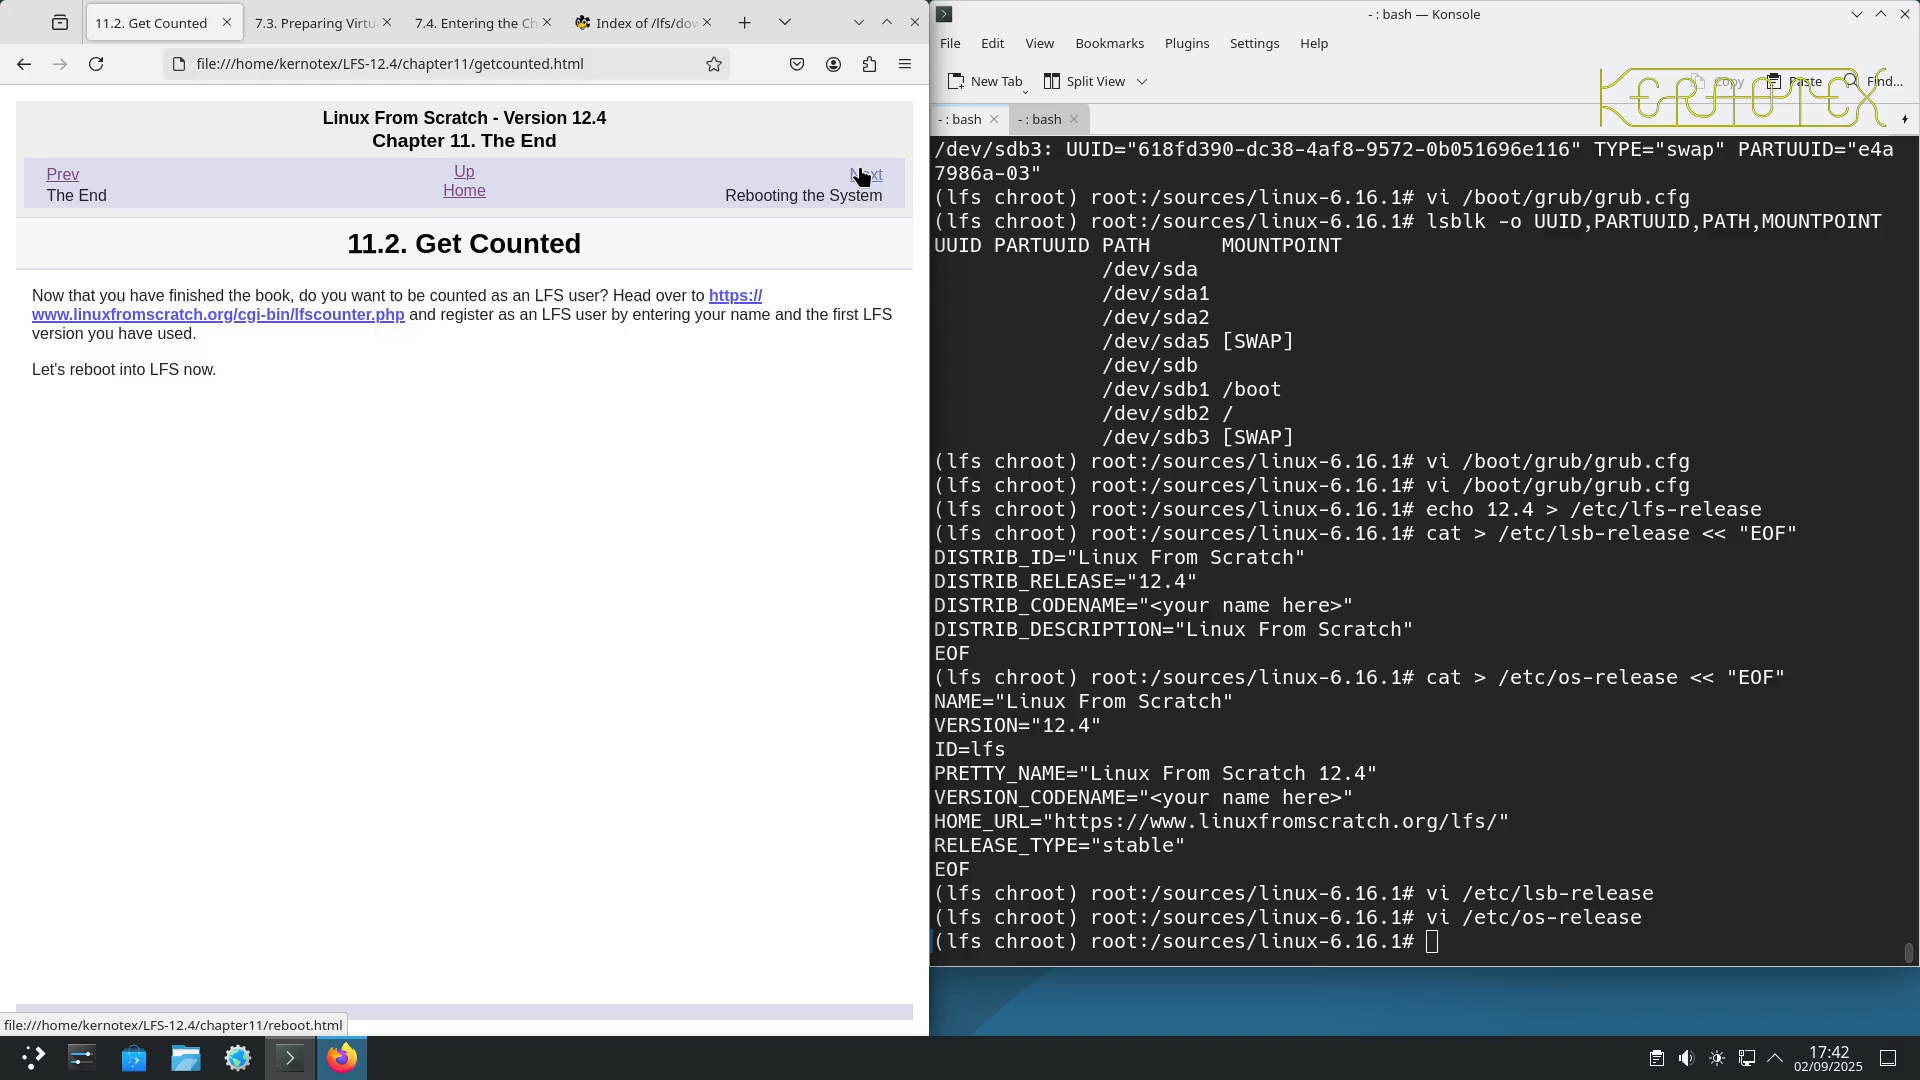 11.2. Get Counted
7.3. Preparing Virtu
7.4. Entering the Ch
Index of /lfs/dow
file:///home/kernotex/LFS-12.4/chapter11/getcounted.html
Linux From Scratch - Version 12.4
Chapter 11. The End
Prev
Up
Next
The End
Home
Rebooting the System
11.2. Get Counted
Now that you have finished the book, do you want to be counted as an LFS user? Head over to https://
www.linuxfromscratch.org/cgi-bin/lfscounter.php and register as an LFS user by entering your name and the first LFS
version you have used.
Let's reboot into LFS now.
file:///home/kernotex/LFS-12.4/chapter11/reboot.html
- : bash — Konsole
File Edit View Bookmarks Plugins Settings Help
New Tab Split View Copy Paste Find...
KERNOTEX
- : bash
- : bash
/dev/sdb3: UUID="618fd390-dc38-4af8-9572-0b051696e116" TYPE="swap" PARTUUID="e4a
7986a-03"
(lfs chroot) root:/sources/linux-6.16.1# vi /boot/grub/grub.cfg
(lfs chroot) root:/sources/linux-6.16.1# lsblk -o UUID,PARTUUID,PATH,MOUNTPOINT
UUID PARTUUID PATH      MOUNTPOINT
/dev/sda
/dev/sda1
/dev/sda2
/dev/sda5 [SWAP]
/dev/sdb
/dev/sdb1 /boot
/dev/sdb2 /
/dev/sdb3 [SWAP]
(lfs chroot) root:/sources/linux-6.16.1# vi /boot/grub/grub.cfg
(lfs chroot) root:/sources/linux-6.16.1# vi /boot/grub/grub.cfg
(lfs chroot) root:/sources/linux-6.16.1# echo 12.4 > /etc/lfs-release
(lfs chroot) root:/sources/linux-6.16.1# cat > /etc/lsb-release << "EOF"
DISTRIB_ID="Linux From Scratch"
DISTRIB_RELEASE="12.4"
DISTRIB_CODENAME="<your name here>"
DISTRIB_DESCRIPTION="Linux From Scratch"
EOF
(lfs chroot) root:/sources/linux-6.16.1# cat > /etc/os-release << "EOF"
NAME="Linux From Scratch"
VERSION="12.4"
ID=lfs
PRETTY_NAME="Linux From Scratch 12.4"
VERSION_CODENAME="<your name here>"
HOME_URL="https://www.linuxfromscratch.org/lfs/"
RELEASE_TYPE="stable"
EOF
(lfs chroot) root:/sources/linux-6.16.1# vi /etc/lsb-release
(lfs chroot) root:/sources/linux-6.16.1# vi /etc/os-release
(lfs chroot) root:/sources/linux-6.16.1#
17:42
02/09/2025